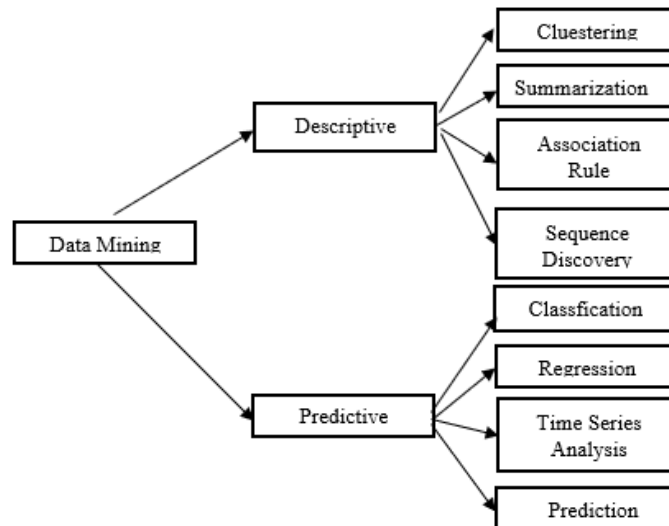 Cluestering
Summarization
Descriptive
Association
Rule
Data Mining
Sequence
Discovery
Classfication
Regression
Predictive
Time Series
Analysis
Prediction